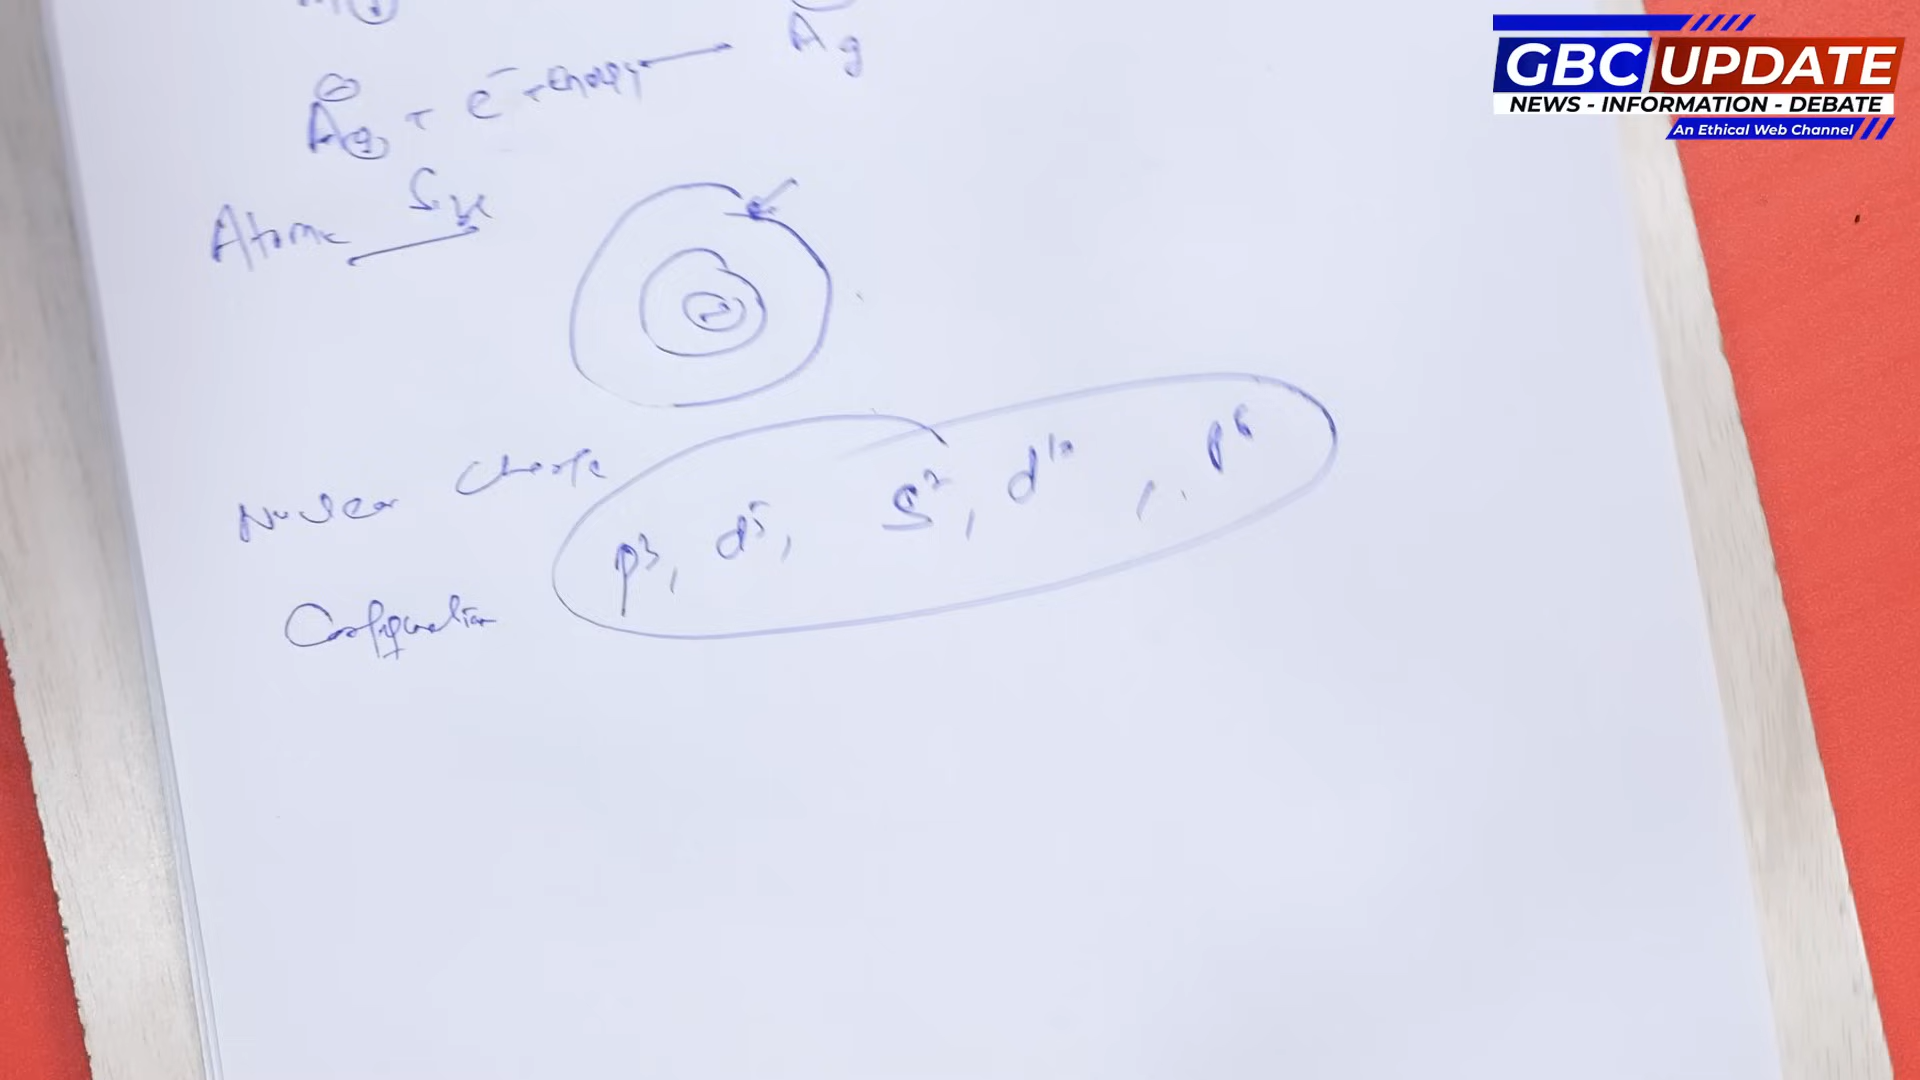 A⁻(g) + e⁻ + energy → A g
Atomic Size
Nuclear Charge
p³, d⁵, s², d¹⁰, p⁶
Configuration
GBC UPDATE
NEWS - INFORMATION - DEBATE
An Ethical Web Channel